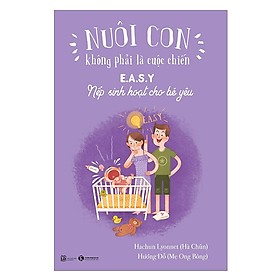 NUÔI CON
không phải là cuộc chiến
E.A.S.Y
Nếp sinh hoạt cho bé yêu
E.A.S.Y
Hachun Lyonnet (Hà Chũn)
Hương Đỗ (Mẹ Ong Bông)